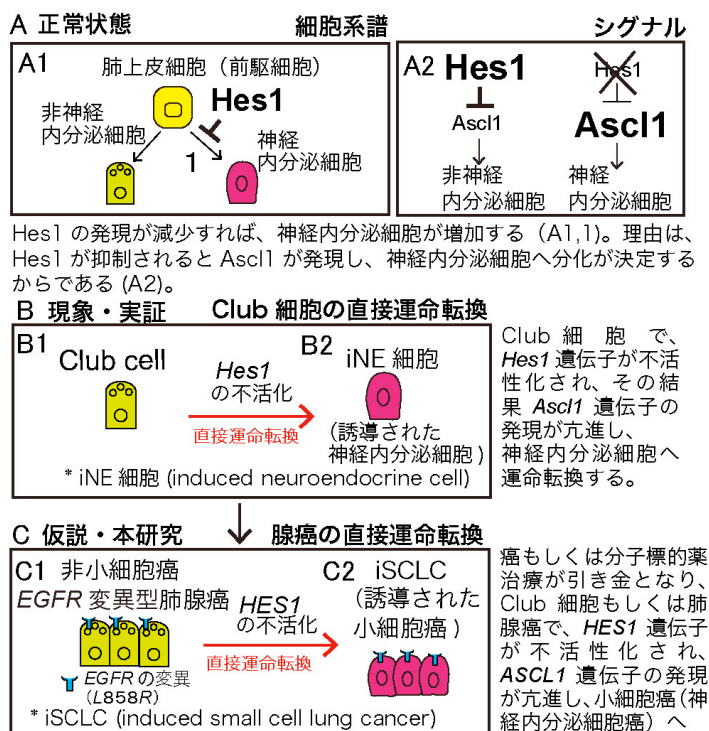 A 正常状態 細胞系譜 シグナル
A1 肺上皮細胞（前駆細胞）
Hes1
非神経
内分泌細胞
1
神経
内分泌細胞
A2 Hes1
Ascl1
非神経
内分泌細胞
Hes1
Ascl1
神経
内分泌細胞
Hes1 の発現が減少すれば、神経内分泌細胞が増加する（A1,1)。理由は、
Hes1 が抑制されると Ascl1 が発現し、神経内分泌細胞へ分化が決定する
からである (A2)。
B 現象・実証 Club 細胞の直接運命転換
B1
Club cell
Hes1
の不活化
直接運命転換
B2
iNE 細胞
(誘導された
神経内分泌細胞 )
* iNE 細胞 (induced neuroendocrine cell)
Club 細 胞 で、
Hes1 遺伝子が不活
性化され、その結
果 Ascl1 遺伝子の
発現が亢進し、
神経内分泌細胞へ
運命転換する。
C 仮説・本研究 腺癌の直接運命転換
C1 非小細胞癌
EGFR 変異型肺腺癌
HES1
の不活化
直接運命転換
C2 iSCLC
(誘導された
小細胞癌 )
EGFR の変異
(L858R)
* iSCLC (induced small cell lung cancer)
癌もしくは分子標的薬
治療が引き金となり、
Club 細胞もしくは肺
腺癌で、HES1 遺伝子
が 不 活 性 化 さ れ、
ASCL1 遺伝子の発現
が亢進し、小細胞癌（神
経内分泌細胞癌）へ